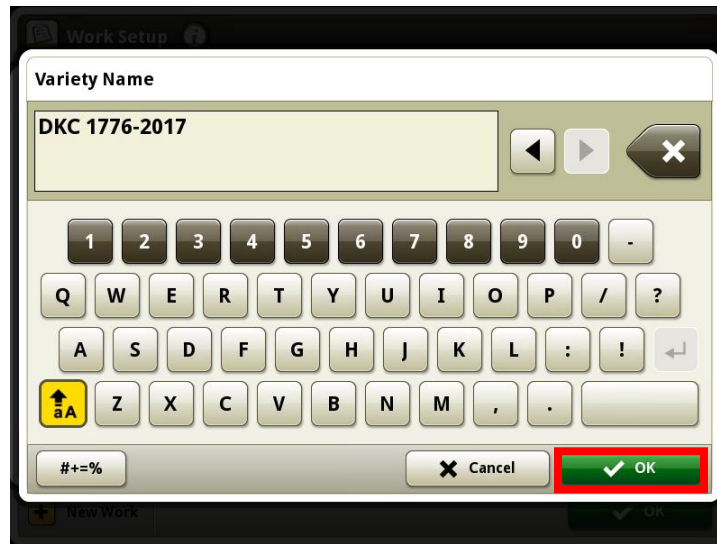 Work Setup
Variety Name
DKC 1776-2017
1 2 3 4 5 6 7 8 9 0 -
Q W E R T Y U I O P / ?
A S D F G H J K L : !
aA Z X C V B N M , .
#+=% Cancel OK
New Work OK